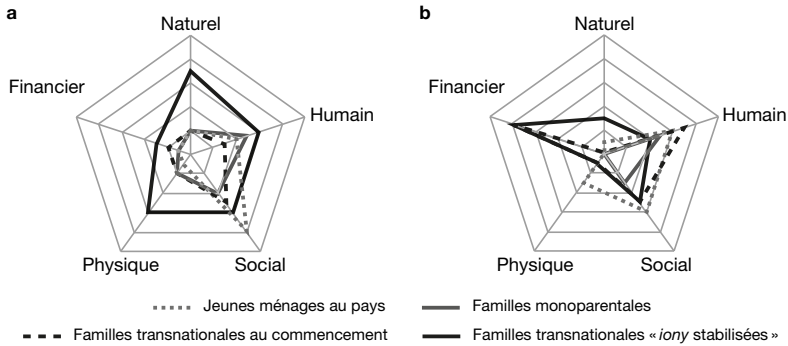 a
b
Naturel
Naturel
Financier
Financier
Humain
Humain
Physique
Social
Physique
Social
Jeunes ménages au pays
Familles monoparentales
Familles transnationales au commencement
Familles transnationales « iony stabilisées »